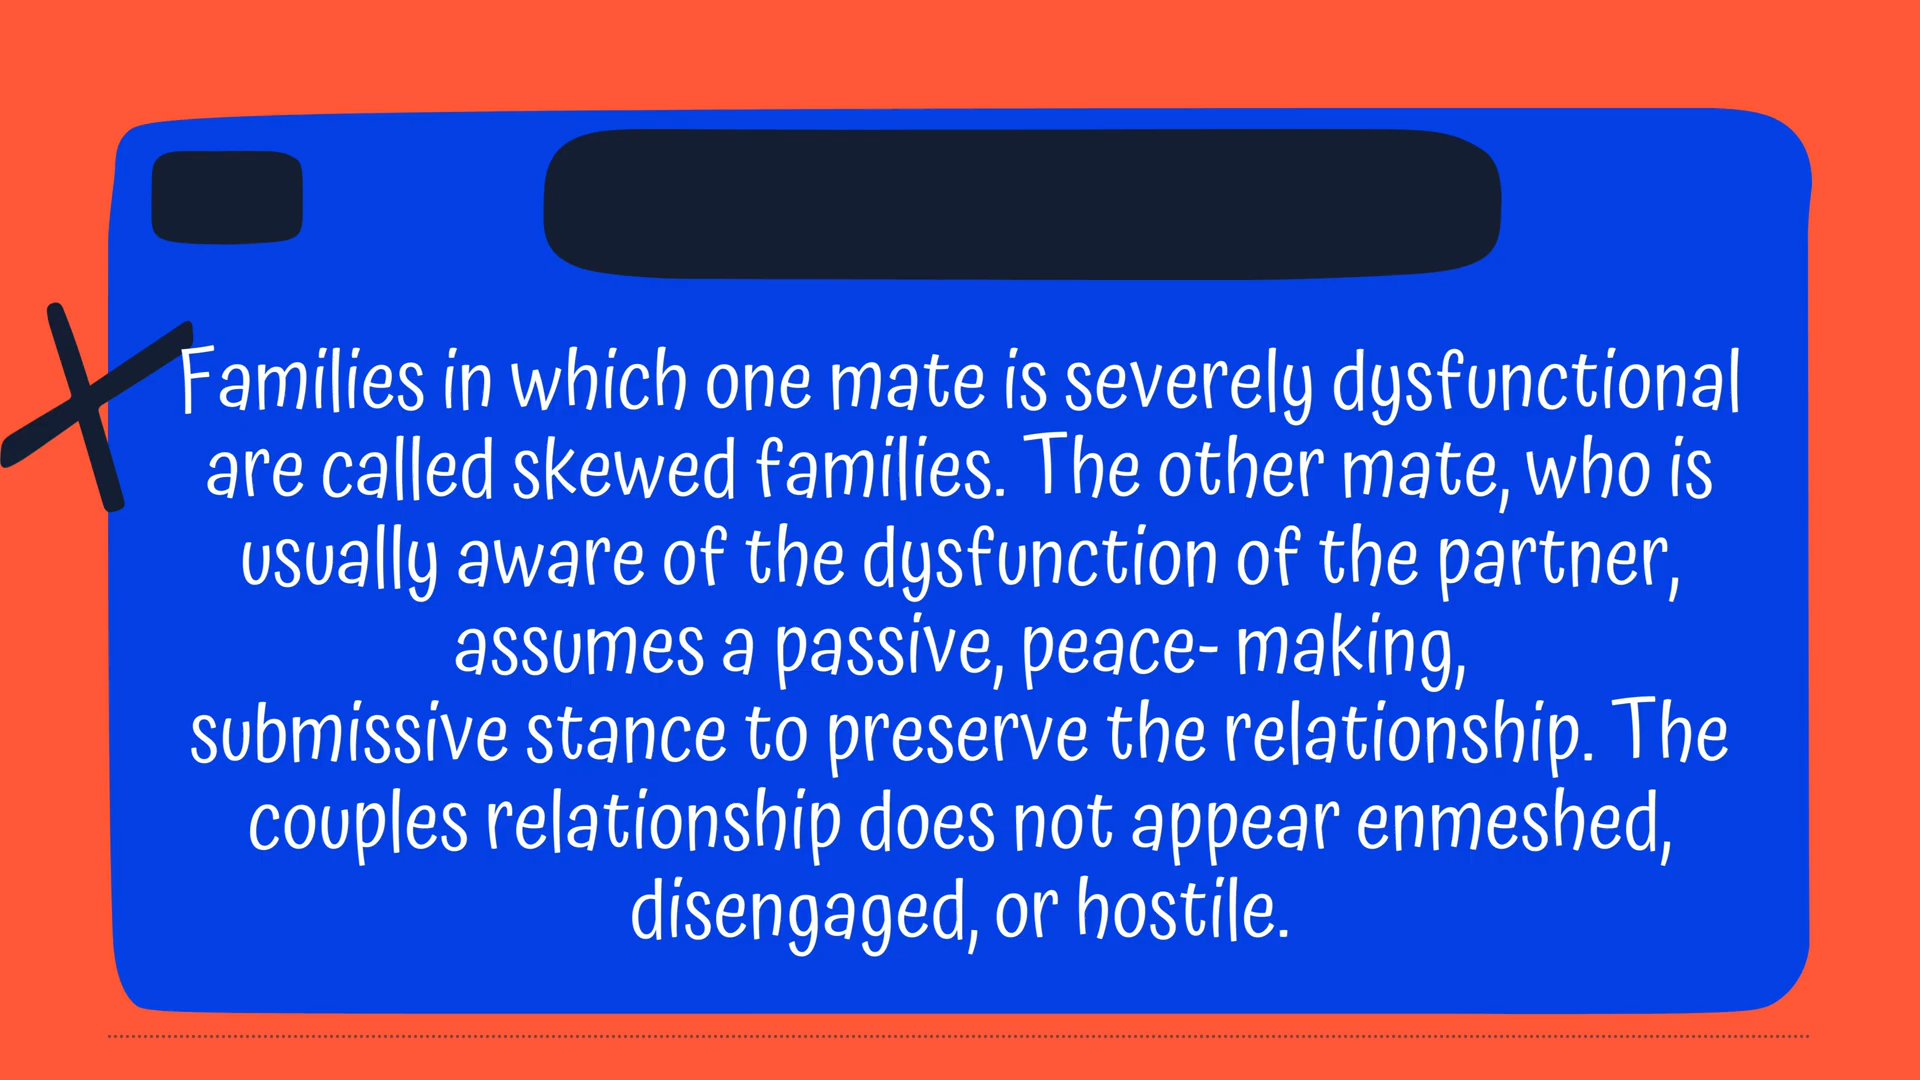 Families in which one mate is severely dysfunctional
are called skewed families. The other mate, who is
usually aware of the dysfunction of the partner,
assumes a passive, peace- making,
submissive stance to preserve the relationship. The
couples relationship does not appear enmeshed,
disengaged, or hostile.